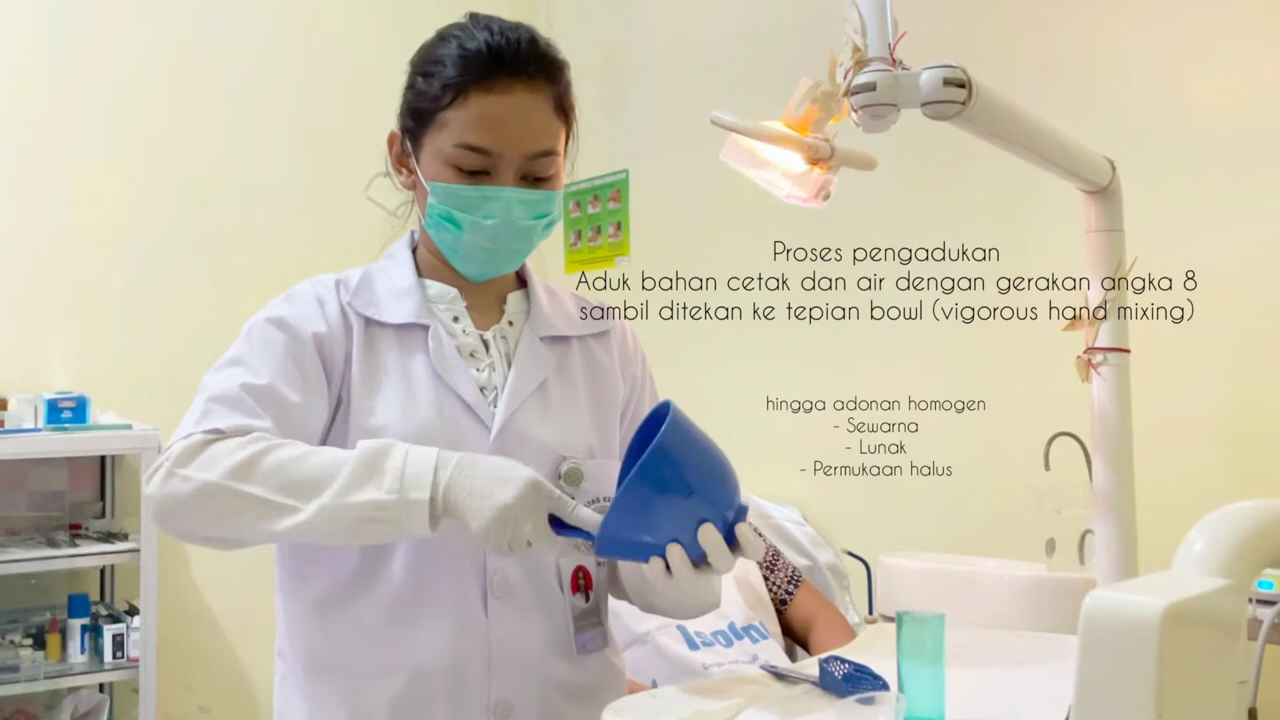 Proses pengadukan
Aduk bahan cetak dan air dengan gerakan angka 8
sambil ditekan ke tepian bowl (vigorous hand mixing)
hingga adonan homogen
- Sewarna
- Lunak
- Permukaan halus